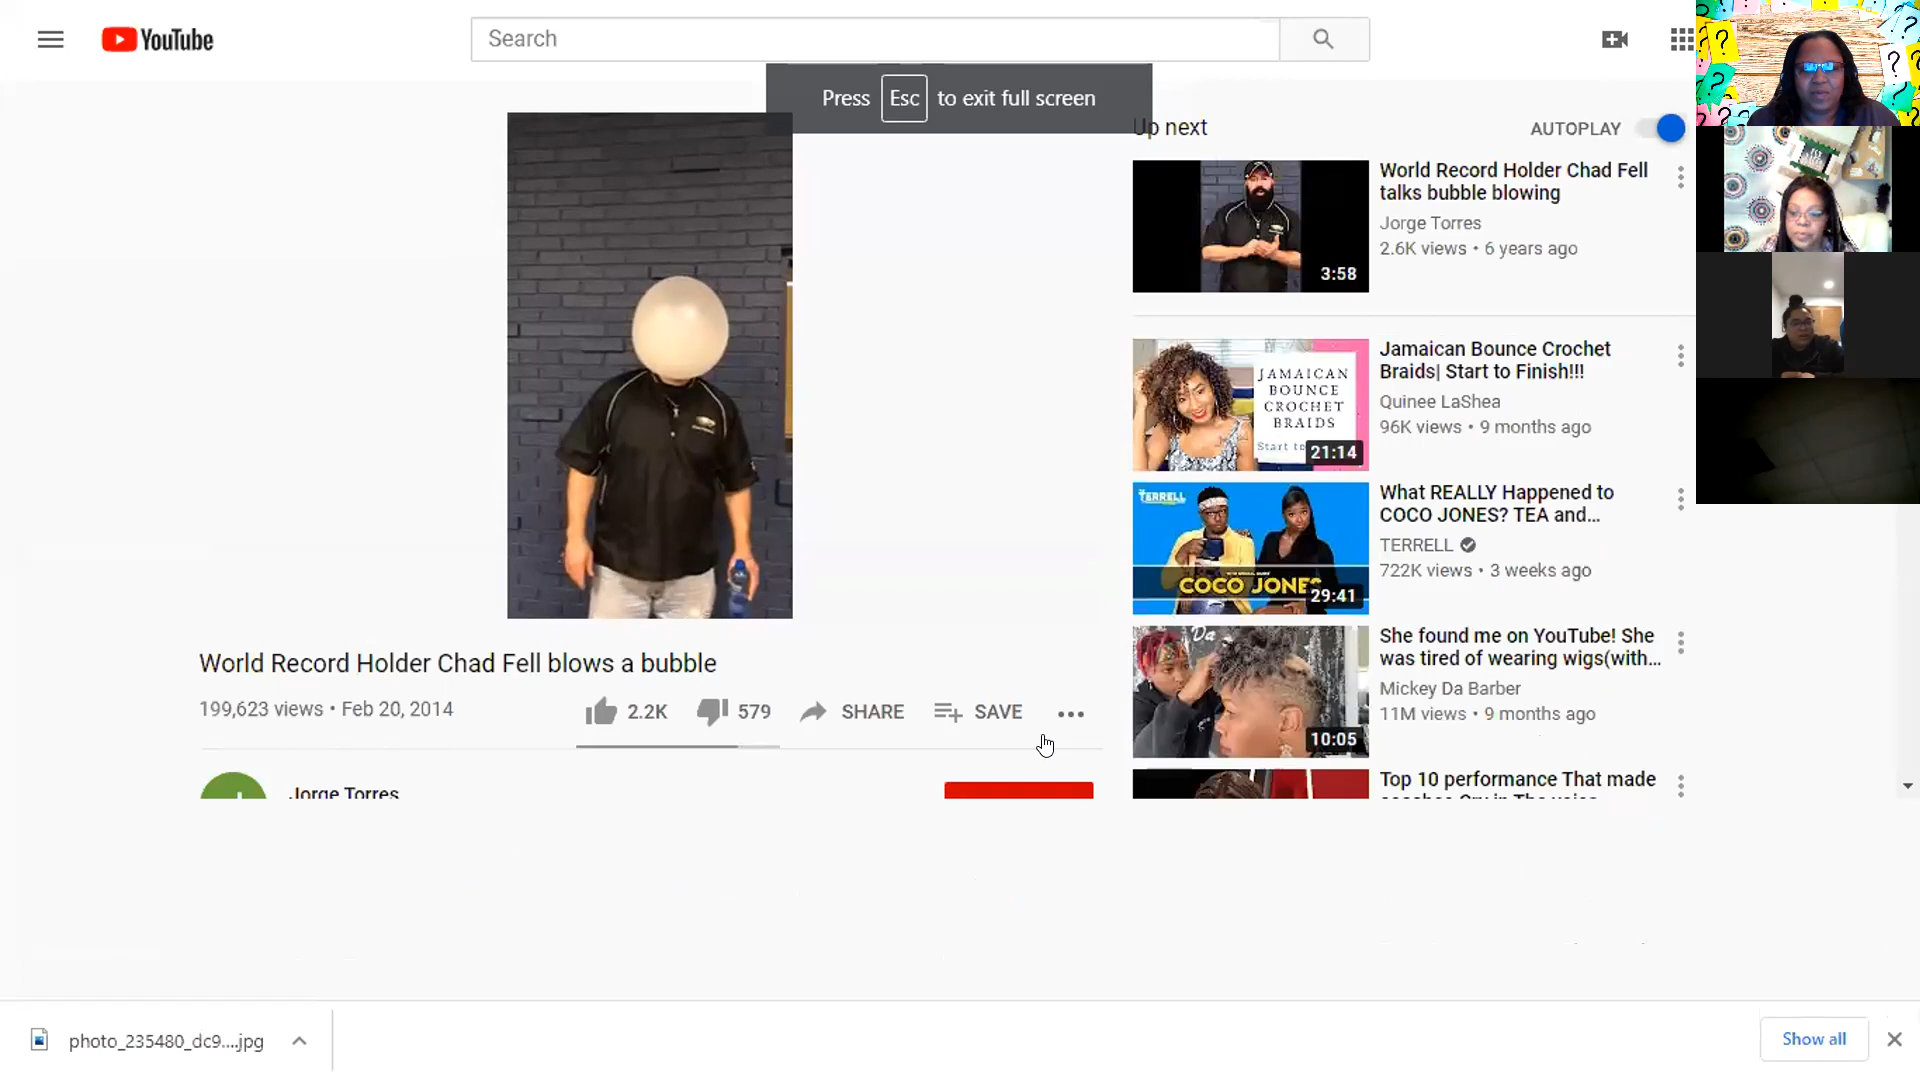 YouTube
Search
Press Esc to exit full screen
Up next
AUTOPLAY
World Record Holder Chad Fell
talks bubble blowing
Jorge Torres
2.6K views • 6 years ago
3:58
JAMAICAN
BOUNCE
CROCHET
BRAIDS
Start to
21:14
Jamaican Bounce Crochet
Braids| Start to Finish!!!
Quinee LaShea
96K views • 9 months ago
TERRELL
COCO JONES
29:41
What REALLY Happened to
COCO JONES? TEA and...
TERRELL
722K views • 3 weeks ago
Da
10:05
She found me on YouTube! She
was tired of wearing wigs(with...
Mickey Da Barber
11M views • 9 months ago
Top 10 performance That made
World Record Holder Chad Fell blows a bubble
199,623 views • Feb 20, 2014
2.2K
579
SHARE
SAVE
Jorge Torres
photo_235480_dc9....jpg
Show all